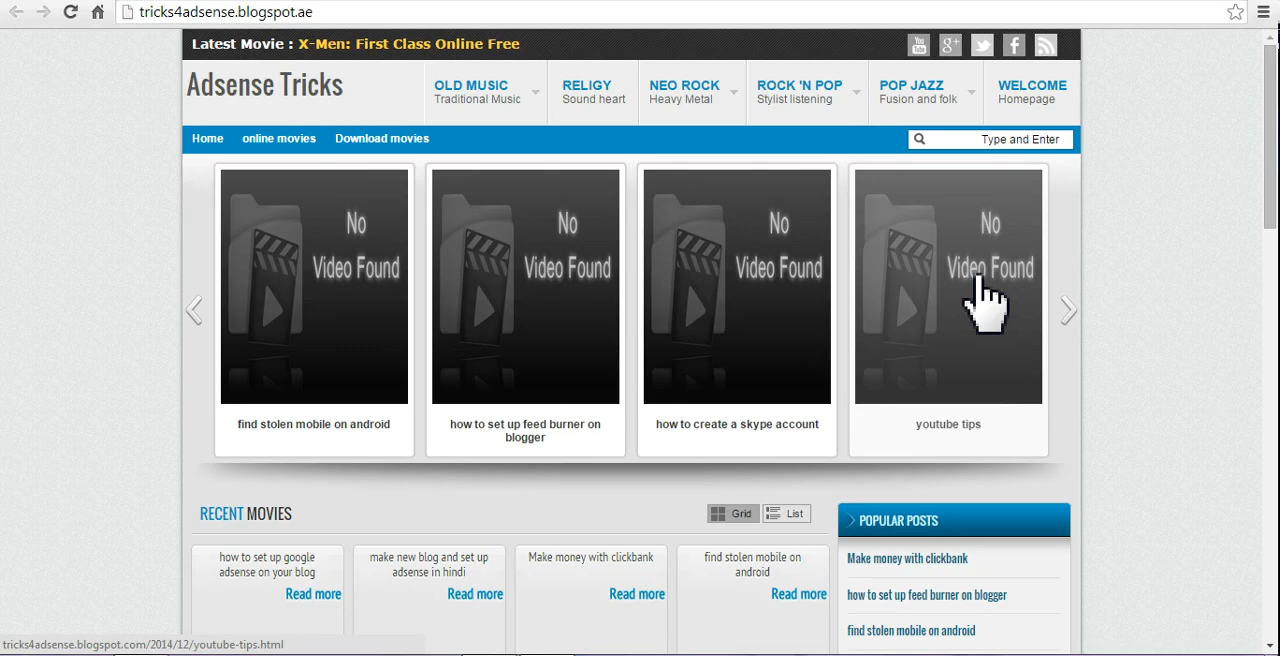 tricks4adsense.blogspot.ae
Latest Movie : X-Men: First Class Online Free
You Tube g+ f
Adsense Tricks
OLD MUSIC
Traditional Music
RELIGY
Sound heart
NEO ROCK
Heavy Metal
ROCK 'N POP
Stylist listening
POP JAZZ
Fusion and folk
WELCOME
Homepage
Home online movies Download movies
Type and Enter
No
Video Found
find stolen mobile on android
No
Video Found
how to set up feed burner on
blogger
No
Video Found
how to create a skype account
No
Video Found
youtube tips
RECENT MOVIES
Grid List
how to set up google
adsense on your blog
Read more
make new blog and set up
adsense in hindi
Read more
Make money with clickbank
Read more
find stolen mobile on
android
Read more
POPULAR POSTS
Make money with clickbank
how to set up feed burner on blogger
find stolen mobile on android
tricks4adsense.blogspot.com/2014/12/youtube-tips.html